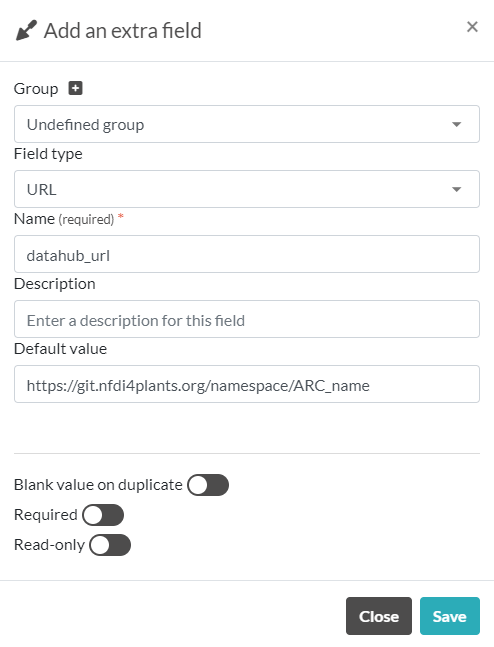 Add an extra field
×
Group
Undefined group
Field type
URL
Name (required) *
datahub_url
Description
Enter a description for this field
Default value
https://git.nfdi4plants.org/namespace/ARC_name
Blank value on duplicate
Required
Read-only
Close Save